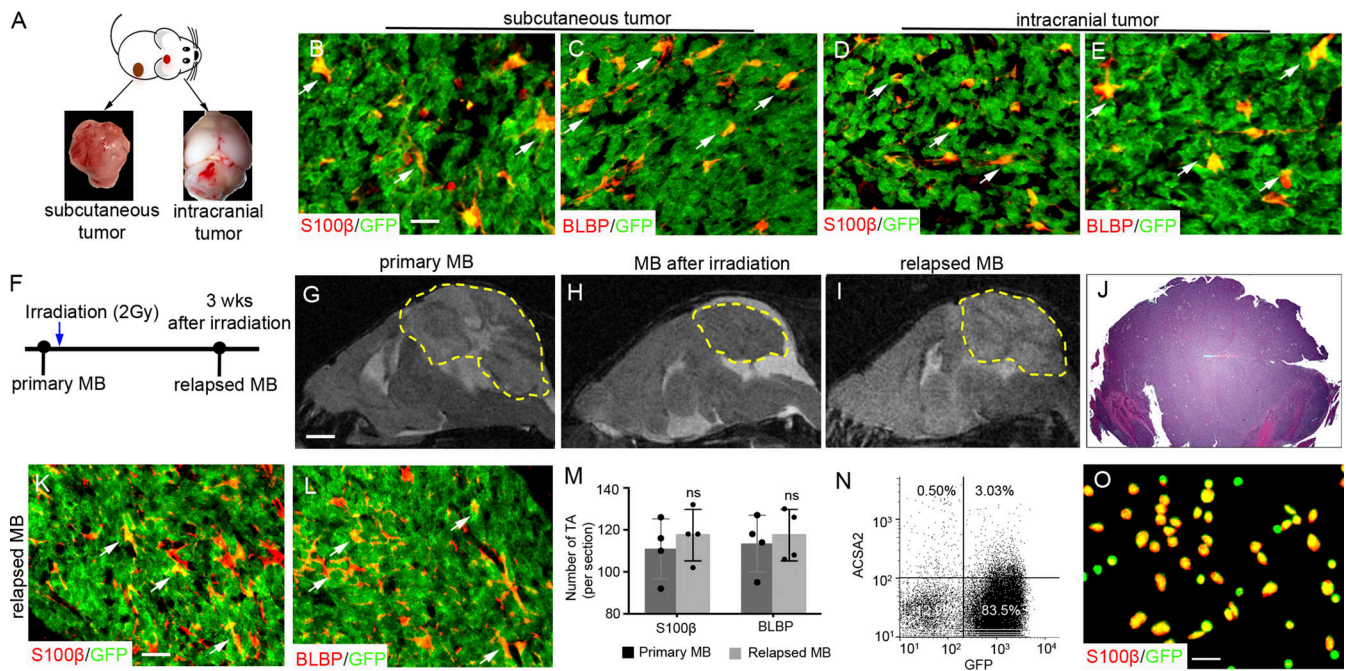 A
subcutaneous tumor
intracranial tumor
B
C
D
E
subcutaneous
tumor
intracranial
tumor
S100β/GFP
BLBP/GFP
S100β/GFP
BLBP/GFP
F
Irradiation (2Gy)
3 wks
after irradiation
primary MB
relapsed MB
primary MB
MB after irradiation
relapsed MB
G
H
I
J
relapsed MB
K
L
S100β/GFP
BLBP/GFP
M
Number of TA
(per section)
140
120
100
80
60
ns
ns
S100β
BLBP
Primary MB
Relapsed MB
N
ACSA2
10³
10²
10¹
0.50%
3.03%
83.5%
10¹
10²
10³
10⁴
GFP
O
S100β/GFP